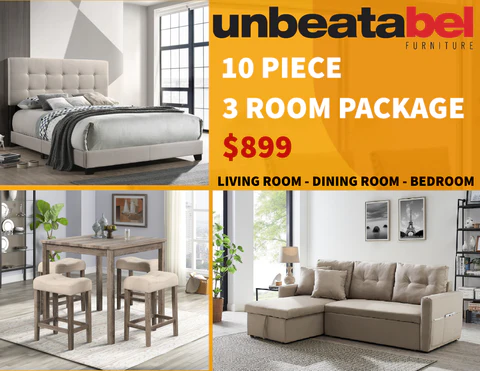 unbeatabel
FURNITURE
10 PIECE
3 ROOM PACKAGE
$899
LIVING ROOM - DINING ROOM - BEDROOM